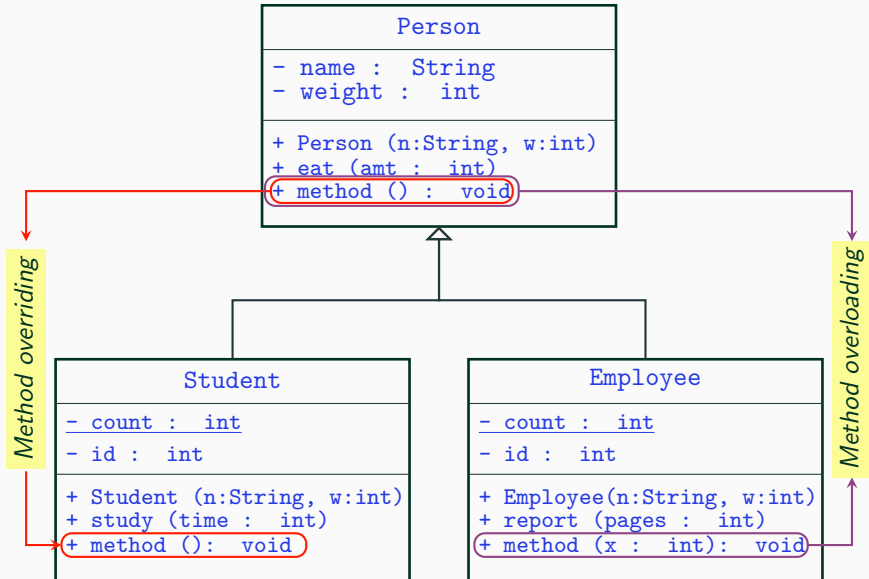 Person
- name : String
- weight : int
+ Person (n:String, w:int)
+ eat (amt : int)
+ method () : void
Method overriding
Method overloading
Student
- count : int
- id : int
+ Student (n:String, w:int)
+ study (time : int)
+ method (): void
Employee
- count : int
- id : int
+ Employee(n:String, w:int)
+ report (pages : int)
+ method (x : int): void